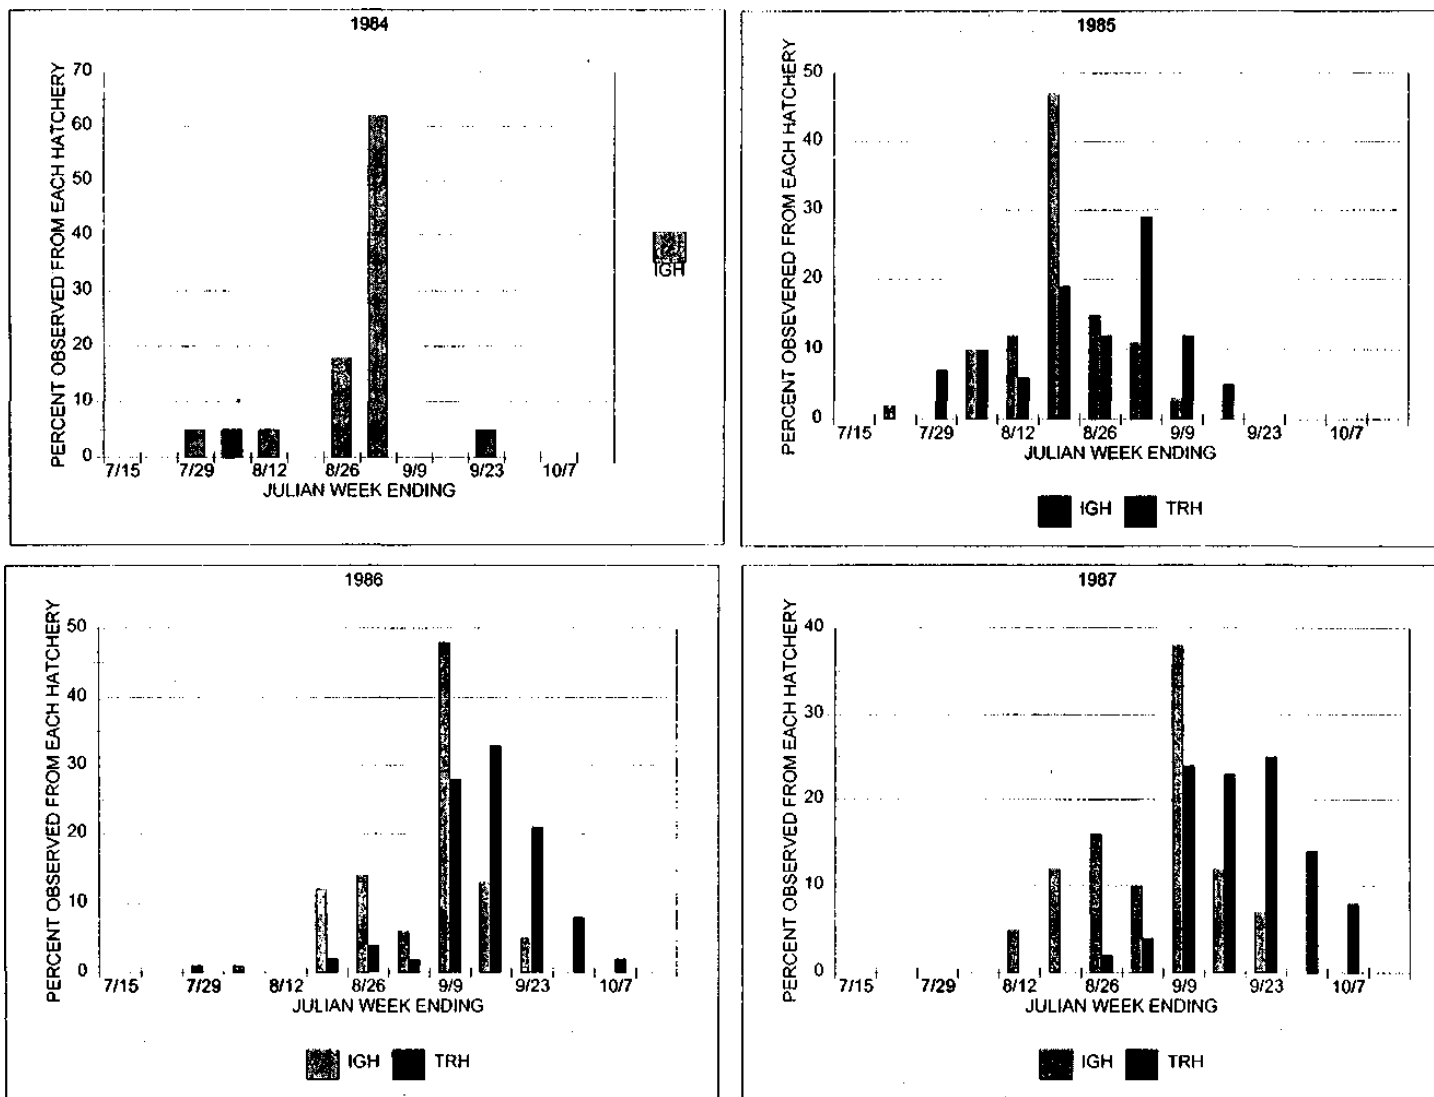 1984
PERCENT OBSERVED FROM EACH HATCHERY
70
60
50
40
30
20
10
0
7/15 7/29 8/12 8/26 9/9 9/23 10/7
JULIAN WEEK ENDING
IGH
1985
PERCENT OBSEVERED FROM EACH HATCHERY
50
40
30
20
10
0
7/15 7/29 8/12 8/26 9/9 9/23 10/7
JULIAN WEEK ENDING
IGH TRH
1986
PERCENT OBSERVED FROM EACH HATCHERY
50
40
30
20
10
0
7/15 7/29 8/12 8/26 9/9 9/23 10/7
JULIAN WEEK ENDING
IGH TRH
1987
PERCENT OBSERVED FROM EACH HATCHERY
40
30
20
10
0
7/15 7/29 8/12 8/26 9/9 9/23 10/7
JULIAN WEEK ENDING
IGH TRH